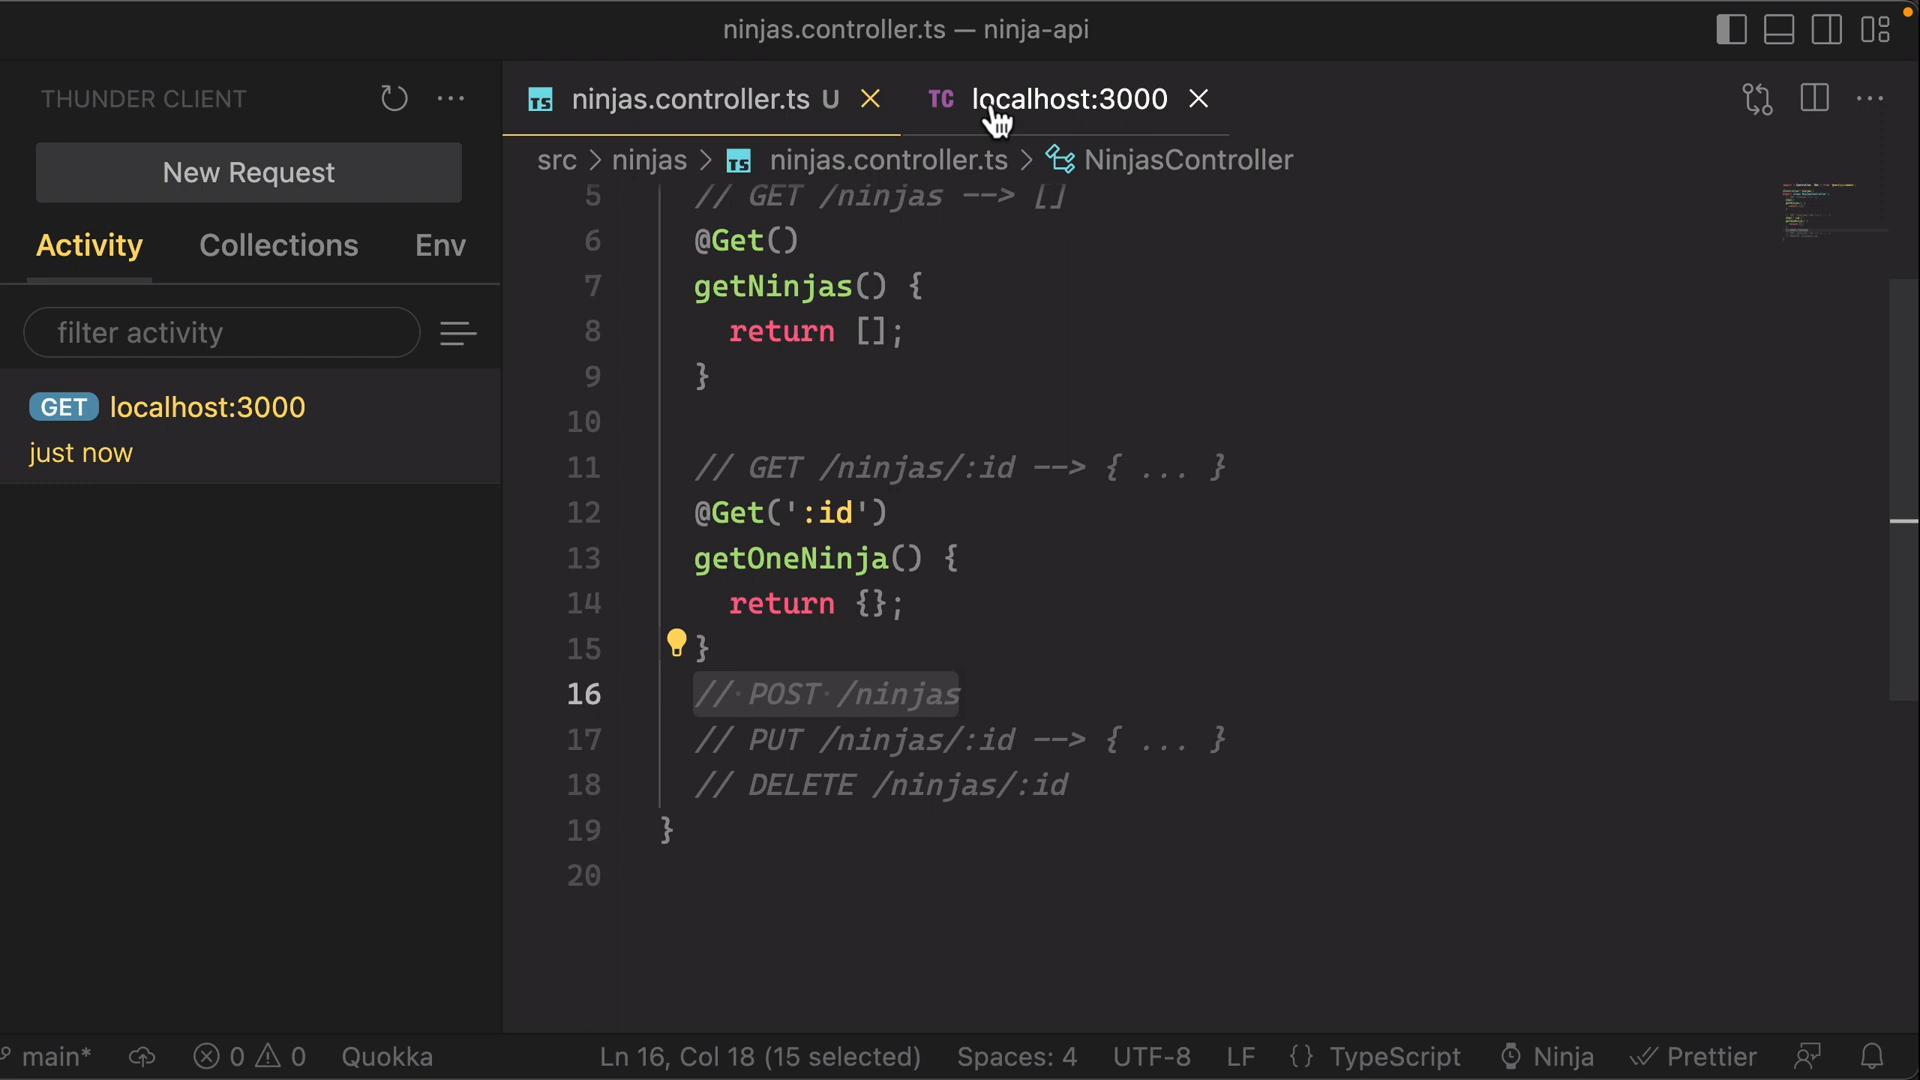 ninjas.controller.ts — ninja-api
THUNDER CLIENT
New Request
Activity Collections Env
filter activity
GET localhost:3000
just now
TS ninjas.controller.ts U
TC localhost:3000
src > ninjas > TS ninjas.controller.ts > NinjasController
5 // GET /ninjas --> []
6 @Get()
7 getNinjas() {
8 return [];
9 }
10
11 // GET /ninjas/:id --> { ... }
12 @Get(':id')
13 getOneNinja() {
14 return {};
15 }
16 // POST /ninjas
17 // PUT /ninjas/:id --> { ... }
18 // DELETE /ninjas/:id
19 }
20
main* 0 0 Quokka Ln 16, Col 18 (15 selected) Spaces: 4 UTF-8 LF {} TypeScript Ninja Prettier